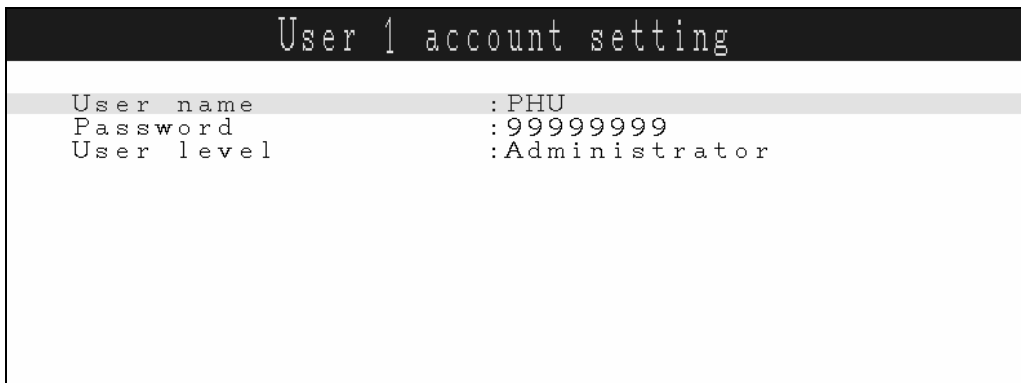 User 1 account setting
User name :PHU
Password :99999999
User level :Administrator